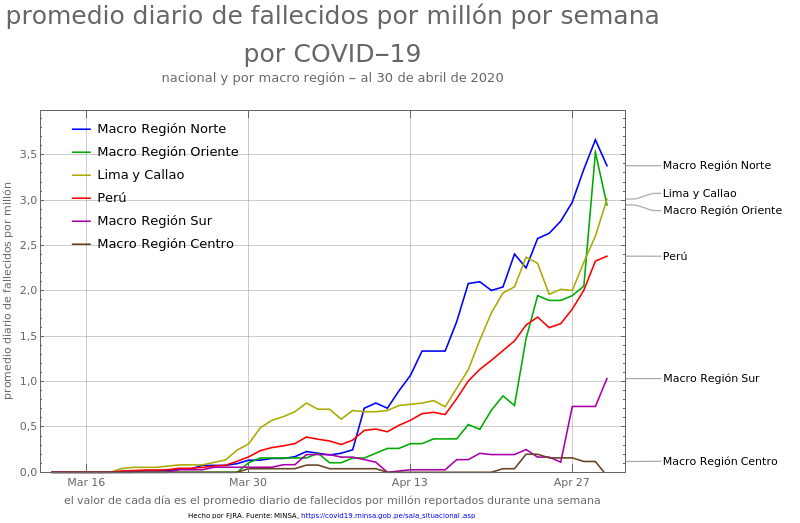 promedio diario de fallecidos por millón por semana
por COVID−19
nacional y por macro región − al 30 de abril de 2020
Macro Región Norte
Macro Región Oriente
Lima y Callao
Perú
Macro Región Sur
Macro Región Centro
promedio diario de fallecidos por millón
3,5
3,0
2,5
2,0
1,5
1,0
0,5
0,0
Mar 16
Mar 30
Apr 13
Apr 27
Macro Región Norte
Lima y Callao
Macro Región Oriente
Perú
Macro Región Sur
Macro Región Centro
el valor de cada día es el promedio diario de fallecidos por millón reportados durante una semana
Hecho por FJRA. Fuente: MINSA, https://covid19.minsa.gob.pe/sala_situacional .asp